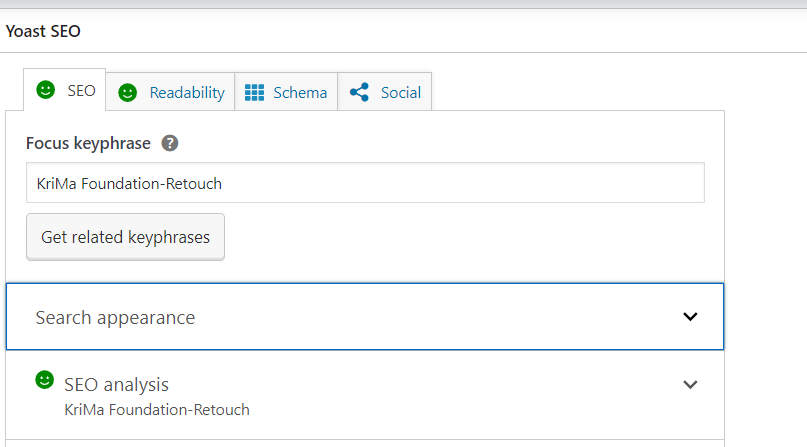 Yoast SEO
SEO
Readability
Schema
Social
Focus keyphrase ?
KriMa Foundation-Retouch
Get related keyphrases
Search appearance
SEO analysis
KriMa Foundation-Retouch